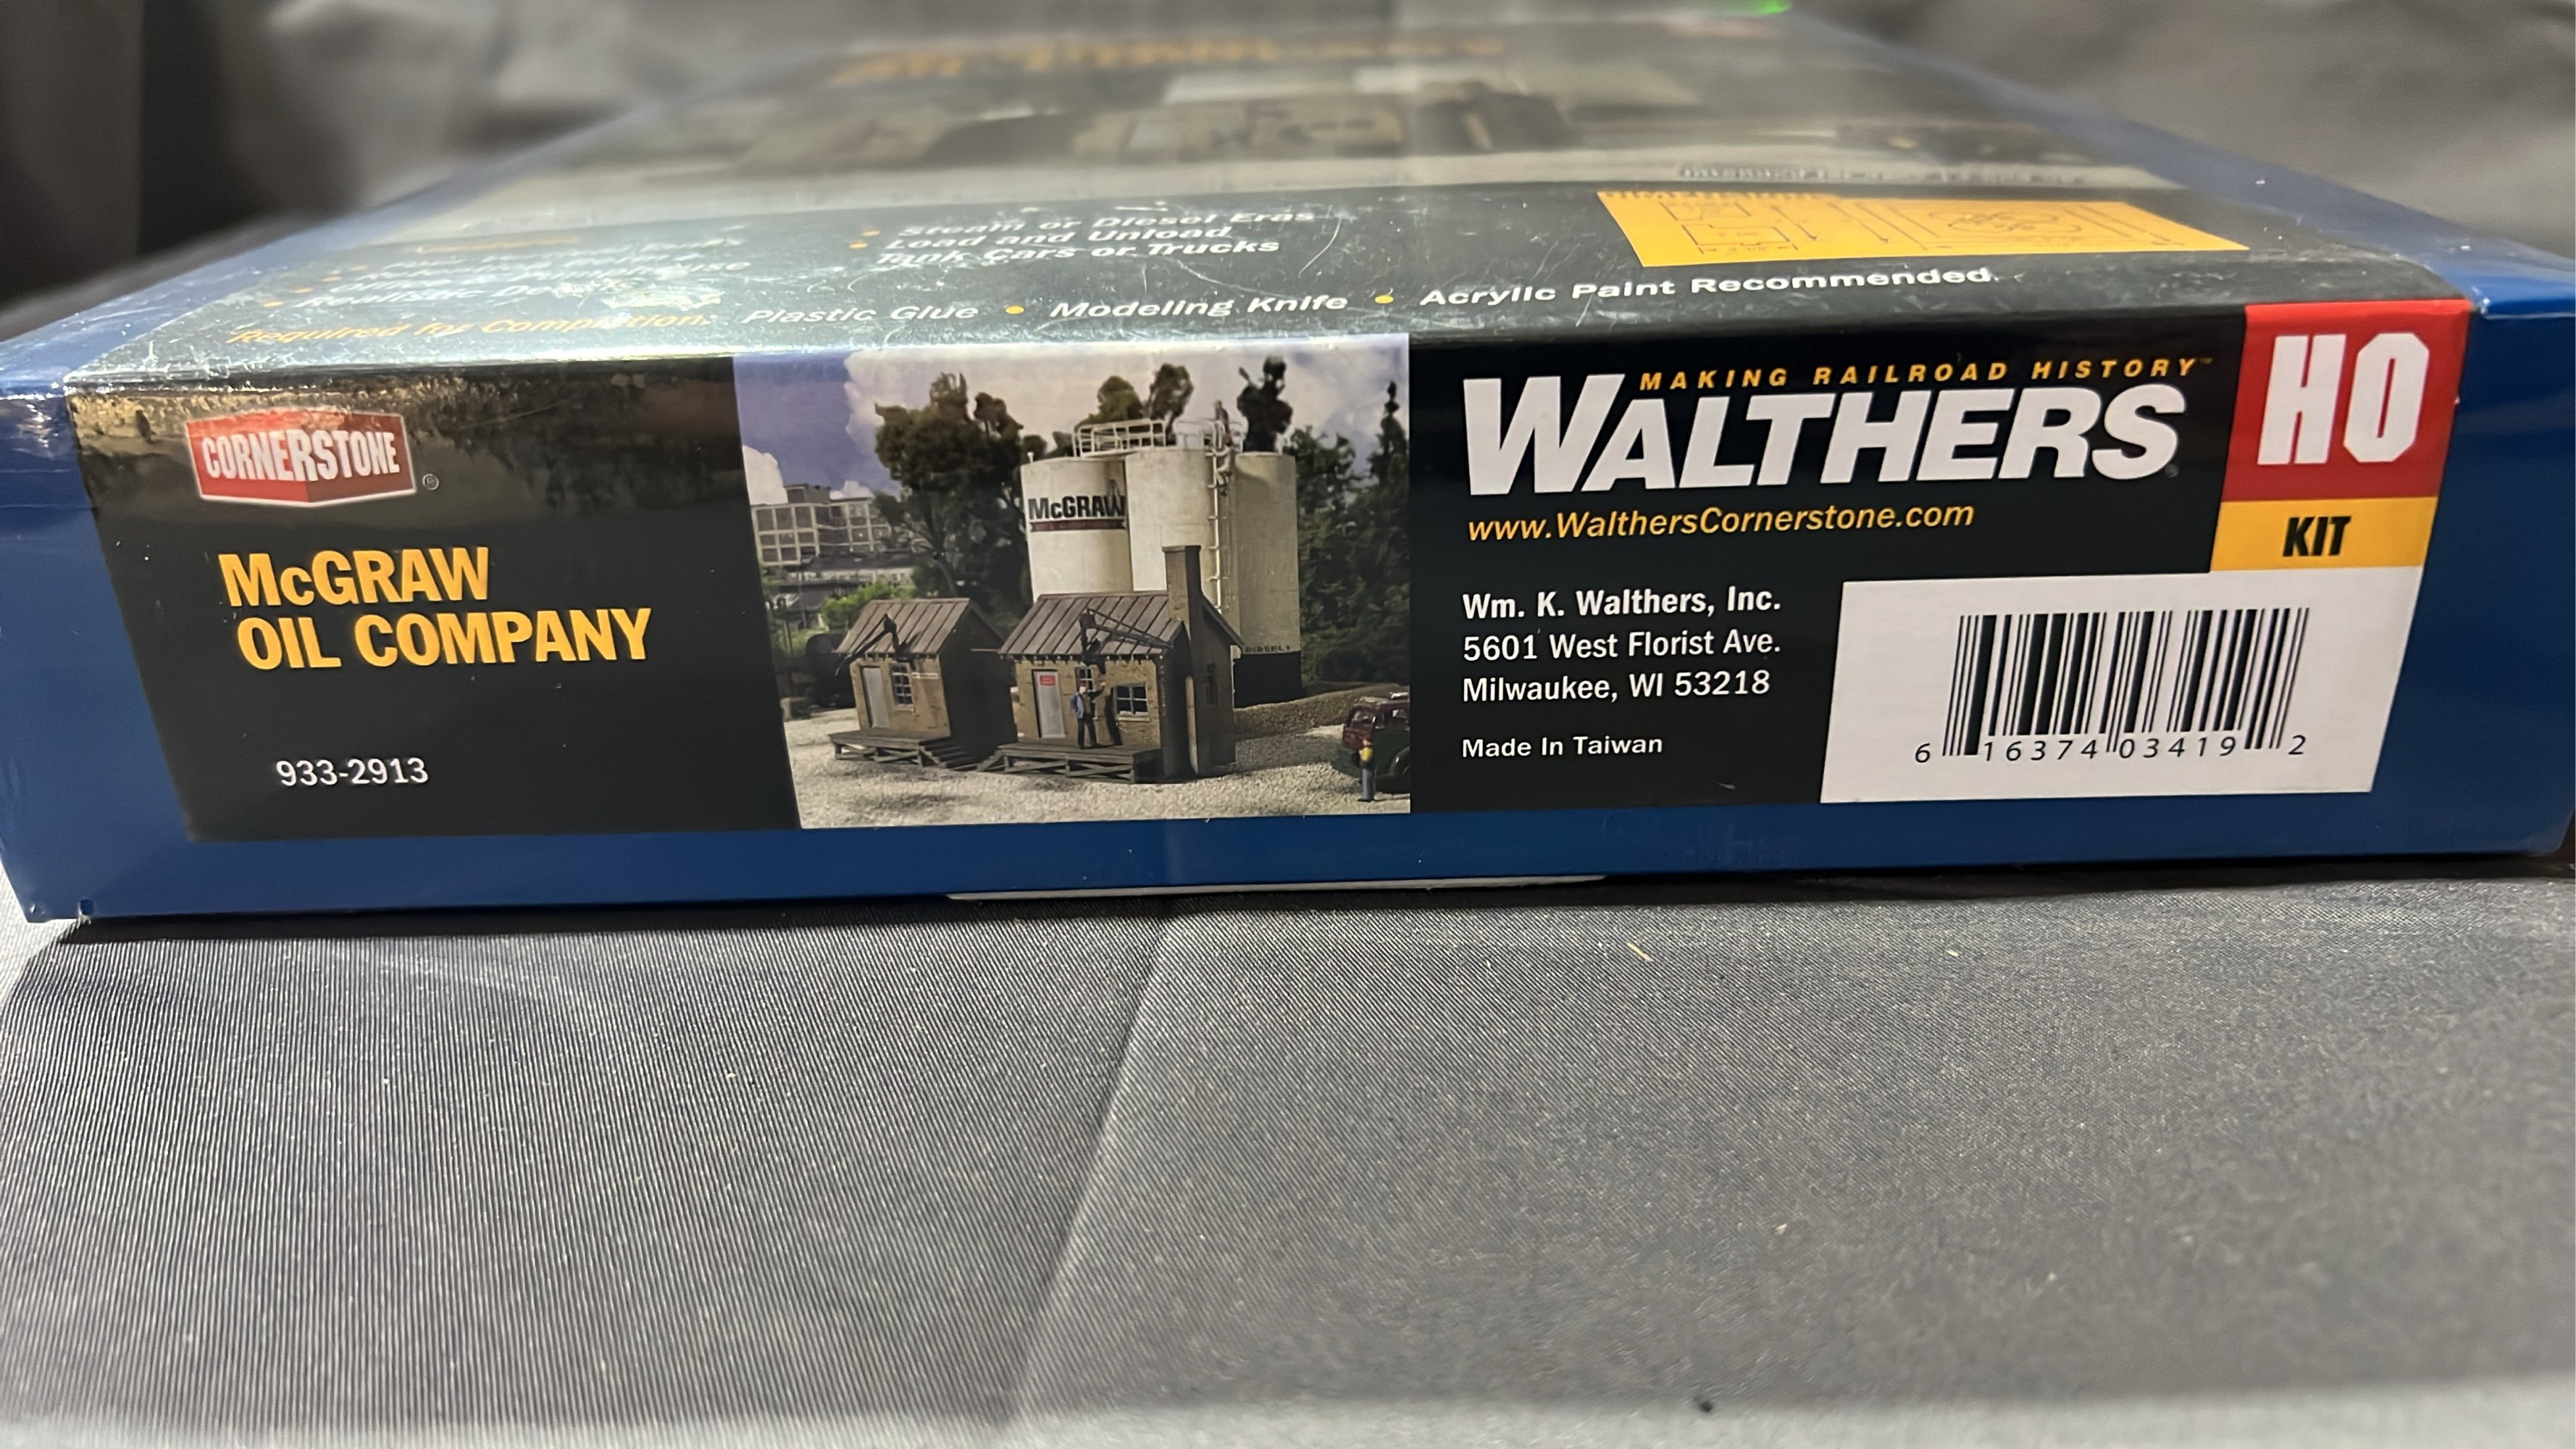 Steam or Diesel Eras
Load and Unload
Tank Cars or Trucks
Realistic
Required for Completion: Plastic Glue • Modeling Knife • Acrylic Paint Recommended
CORNERSTONE ®
McGRAW
OIL COMPANY
933-2913
McGRAW
MAKING RAILROAD HISTORY™
WALTHERS®
www.WalthersCornerstone.com
Wm. K. Walthers, Inc.
5601 West Florist Ave.
Milwaukee, WI 53218
Made In Taiwan
HO
KIT
6 16374 03419 2